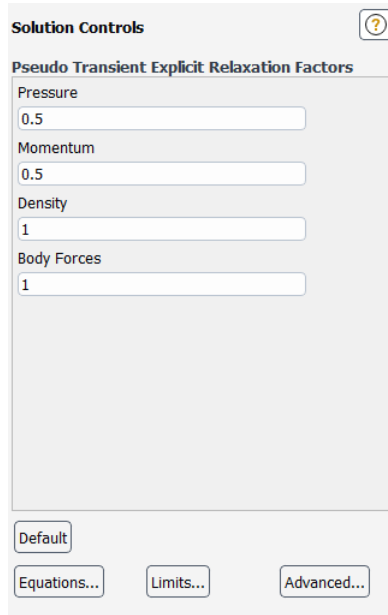 Solution Controls
?
Pseudo Transient Explicit Relaxation Factors
Pressure
0.5
Momentum
0.5
Density
1
Body Forces
1
Default
Equations... Limits... Advanced...